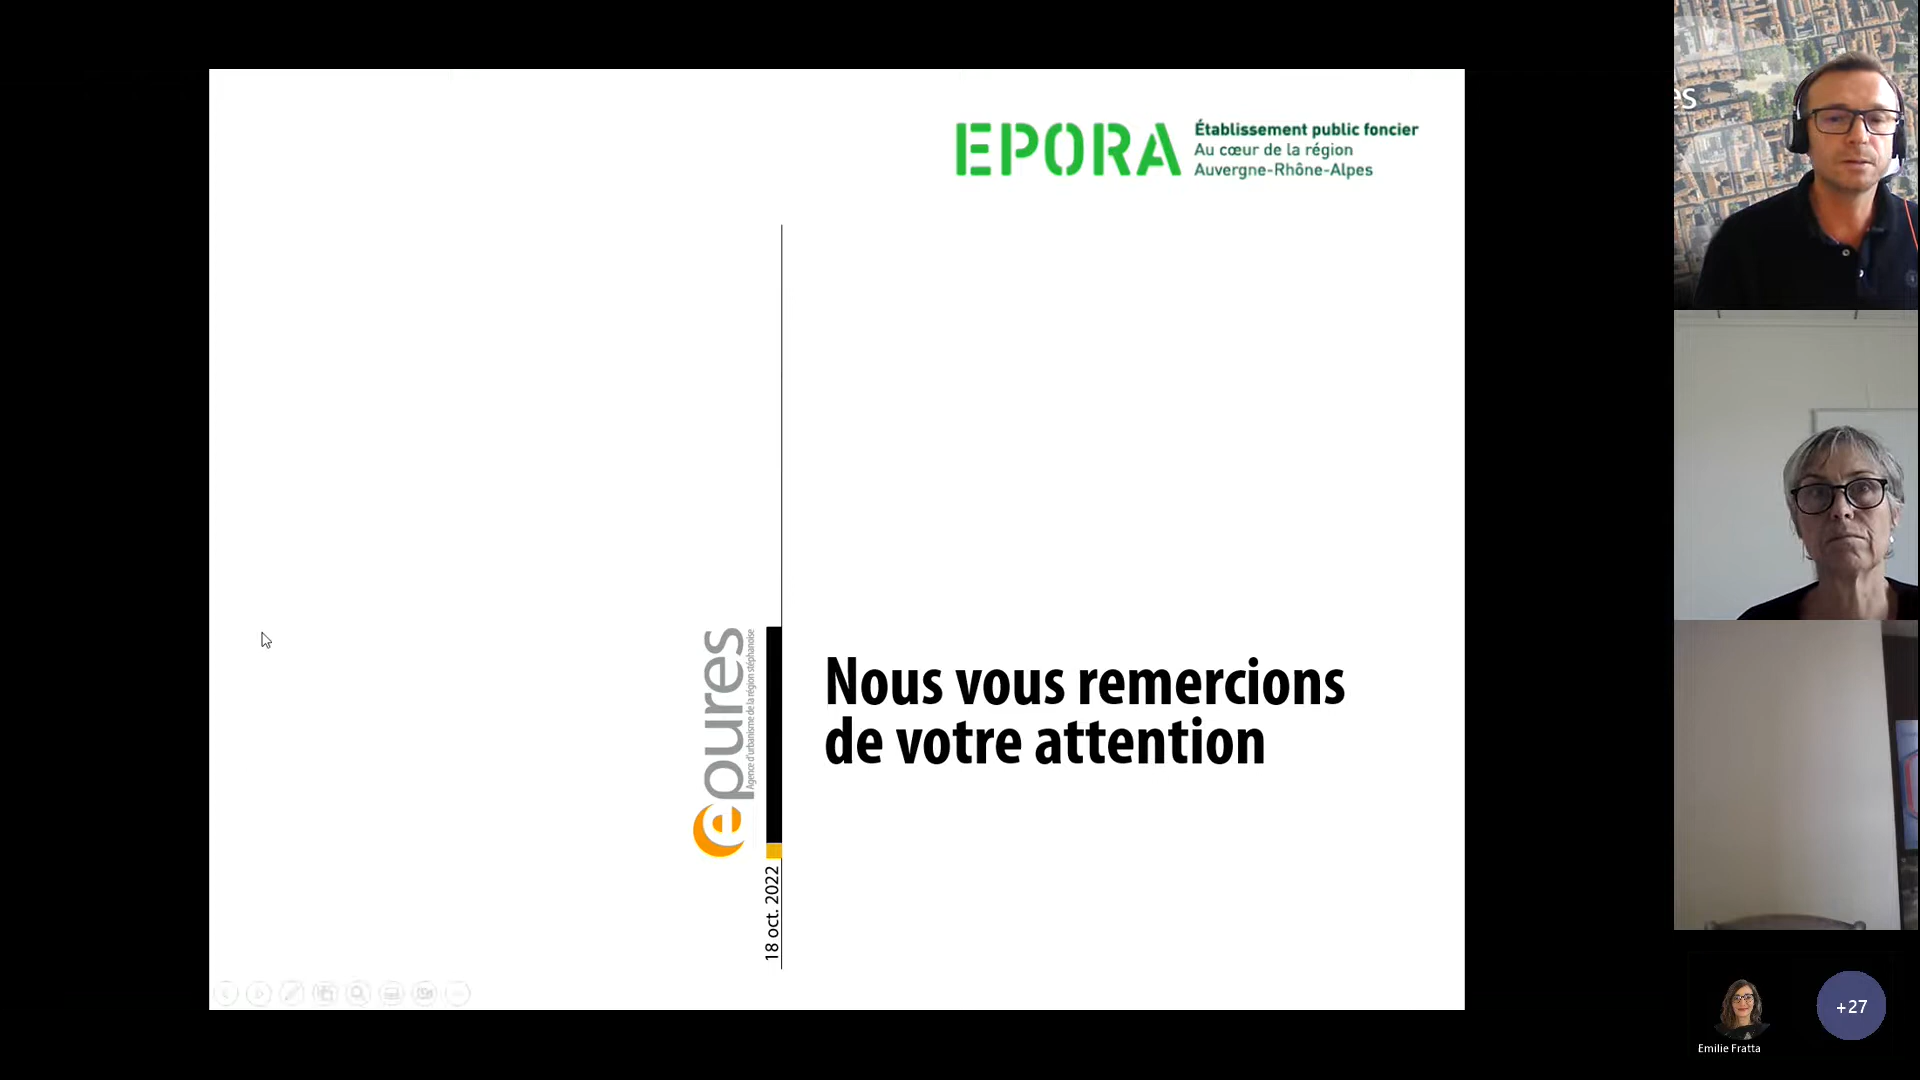 EPORA
Établissement public foncier
Au cœur de la région
Auvergne-Rhône-Alpes
es
epures
Agence d'urbanisme de la région stéphanoise
Nous vous remercions
de votre attention
18 oct. 2022
+27
Emilie Fratta